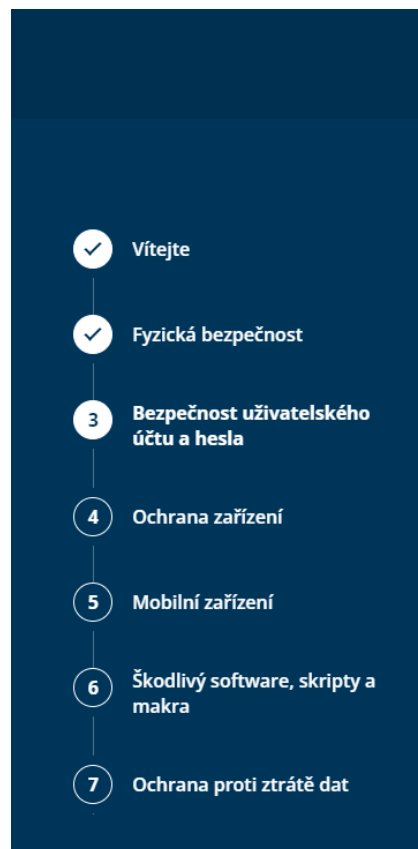 Vítejte
Fyzická bezpečnost
3 Bezpečnost uživatelského
účtu a hesla
4 Ochrana zařízení
5 Mobilní zařízení
6 Škodlivý software, skripty a
makra
7 Ochrana proti ztrátě dat